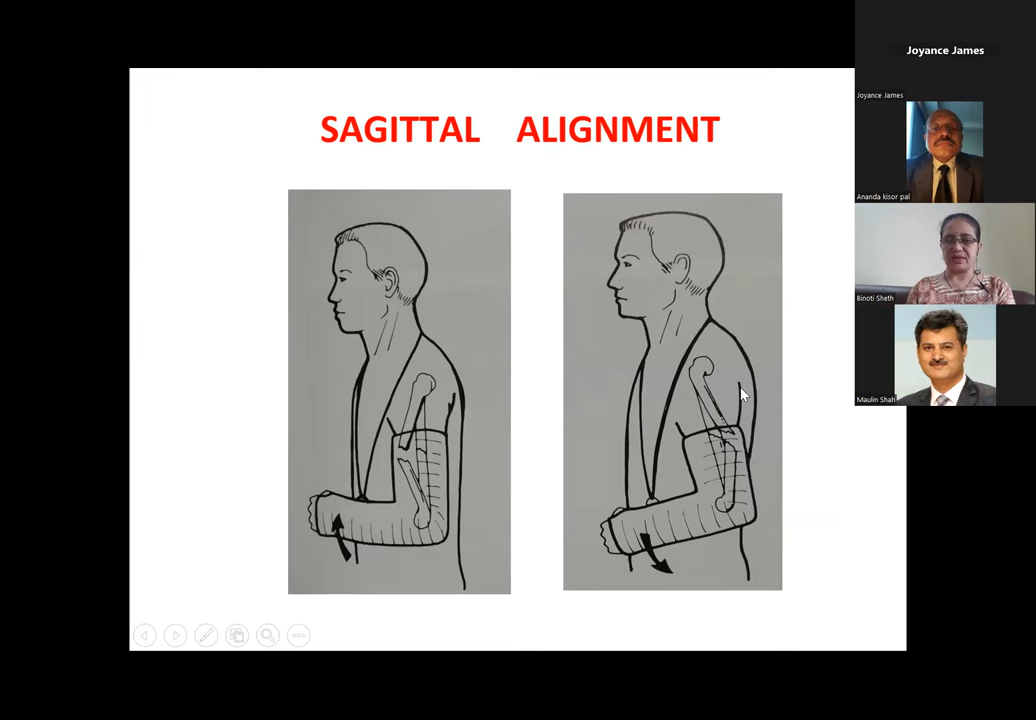 Joyance James
Joyance James
SAGITTAL ALIGNMENT
Ananda kisor pal
Binoti Sheth
Maulin Shah